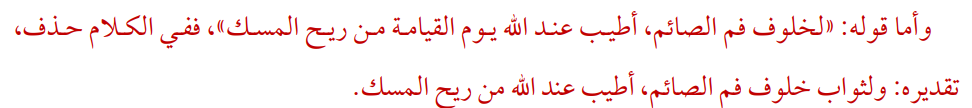 وأما قوله: «لخلوف فم الصائم، أطيب عند الله يوم القيامة من ريح المسك»، ففي الكلام حذف،
تقديره: ولثواب خلوف فم الصائم، أطيب عند الله من ريح المسك.